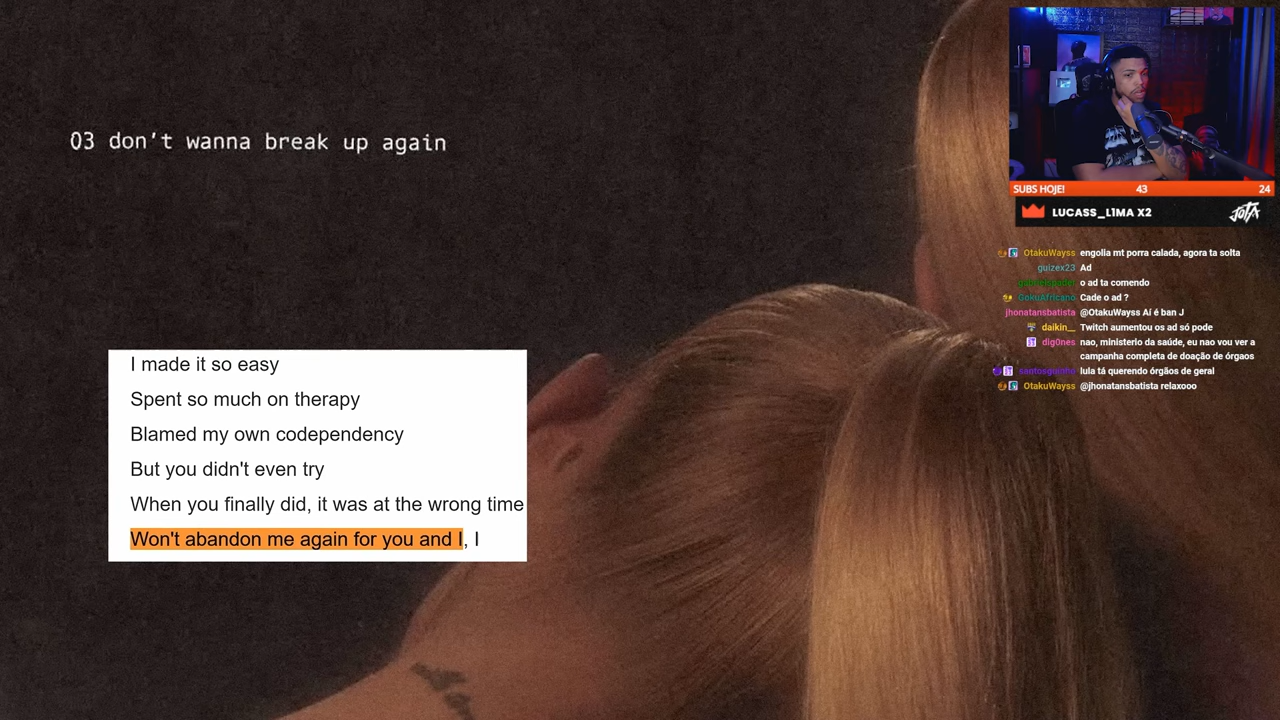 03 don't wanna break up again
I made it so easy
Spent so much on therapy
Blamed my own codependency
But you didn't even try
When you finally did, it was at the wrong time
Won't abandon me again for you and I, I
SUBS HOJE! 43 24
LUCASS_L1MA X2 JOTA
OtakuWayss engolia mt porra calada, agora ta solta
guizex23 Ad
o ad ta comendo
GokuAfricano Cade o ad ?
jhonatansbatista @OtakuWayss Aí é ban J
daikin__ Twitch aumentou os ad só pode
dig0nes nao, ministerio da saúde, eu nao vou ver a
campanha completa de doação de órgaos
lula tá querendo órgãos de geral
OtakuWayss @jhonatansbatista relaxooo